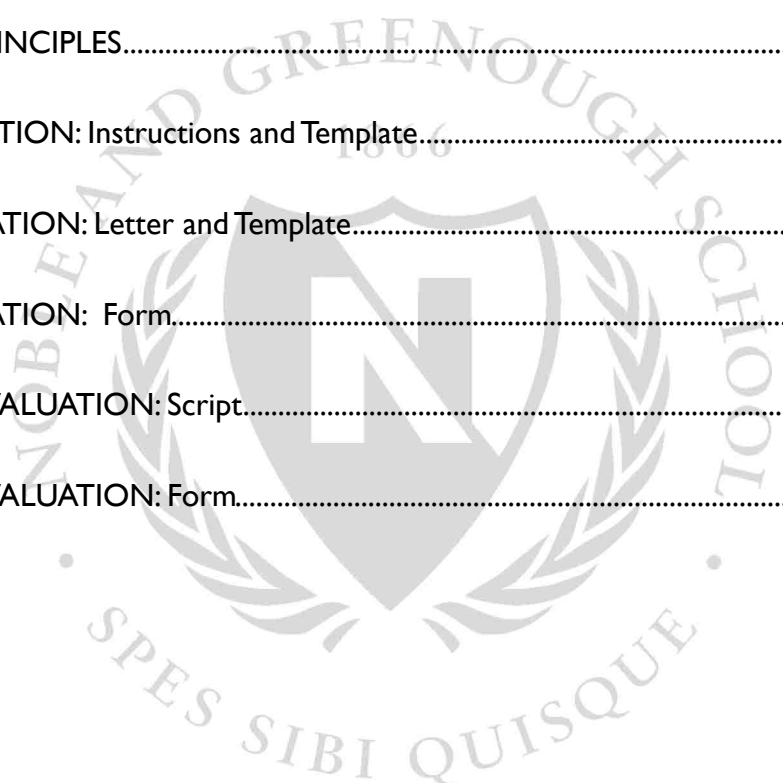 INCIPLES
TION: Instructions and Template
ATION: Letter and Template
ATION: Form
VALUATION: Script
VALUATION: Form
NOBLE AND GREENOUGH SCHOOL
1866
N
SPES SIBI QUISQUE